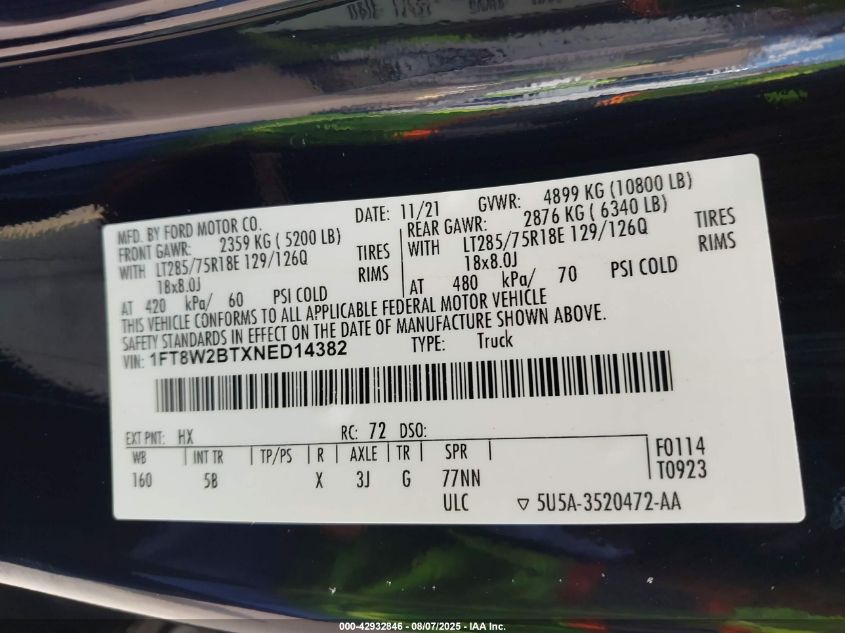 MFD. BY FORD MOTOR CO.
DATE: 11/21 GVWR: 4899 KG (10800 LB)
FRONT GAWR: 2359 KG ( 5200 LB)
REAR GAWR: 2876 KG ( 6340 LB)
WITH LT285/75R18E 129/126Q TIRES
WITH LT285/75R18E 129/126Q TIRES
18x8.0J RIMS
18x8.0J RIMS
AT 420 kPa/ 60 PSI COLD
AT 480 kPa/ 70 PSI COLD
THIS VEHICLE CONFORMS TO ALL APPLICABLE FEDERAL MOTOR VEHICLE
SAFETY STANDARDS IN EFFECT ON THE DATE OF MANUFACTURE SHOWN ABOVE.
VIN: 1FT8W2BTXNED14382 TYPE: Truck
EXT PNT: HX RC: 72 DSO:
WB INT TR TP/PS R AXLE TR SPR F0114
160 5B X 3J G 77NN T0923
ULC 5U5A-3520472-AA
000-42932846 - 08/07/2025 - IAA Inc.